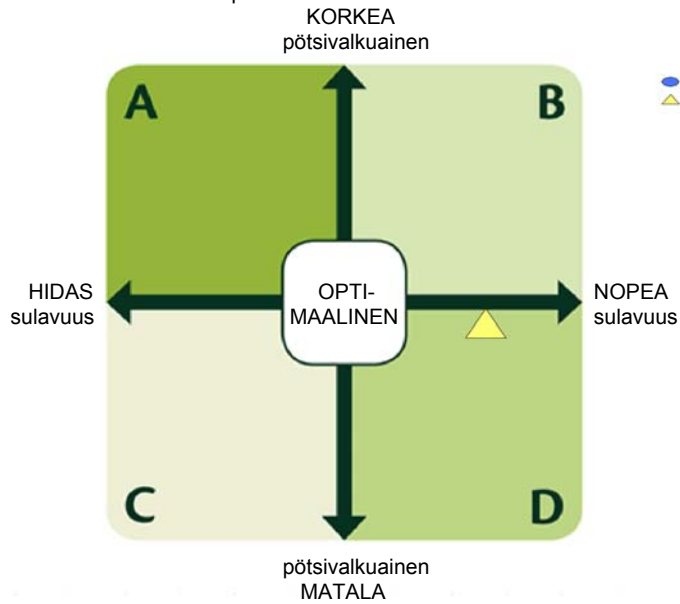 KORKEA
pötsivalkuainen
A
B
HIDAS
sulavuus
OPTI-
MAALINEN
NOPEA
sulavuus
C
D
pötsivalkuainen
MATALA